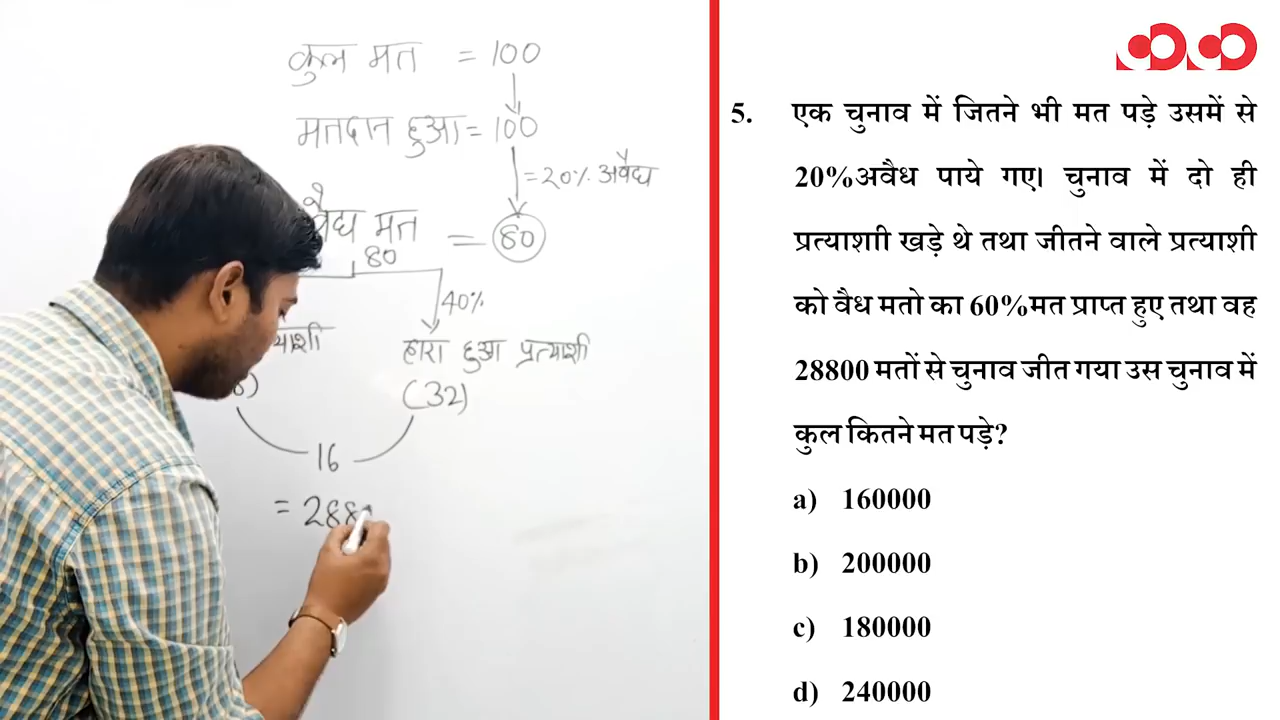 कुल मत = 100
मतदान हुआ = 100
= 20% अवैद्य
वैद्य मत = 80
80
40%
हारा हुआ प्रत्याशी
(32)
16
= 288
5. एक चुनाव में जितने भी मत पड़े उसमें से
20%अवैध पाये गए। चुनाव में दो ही
प्रत्याशाी खड़े थे तथा जीतने वाले प्रत्याशी
को वैध मतो का 60%मत प्राप्त हुए तथा वह
28800 मतों से चुनाव जीत गया उस चुनाव में
कुल कितने मत पड़े?
a) 160000
b) 200000
c) 180000
d) 240000